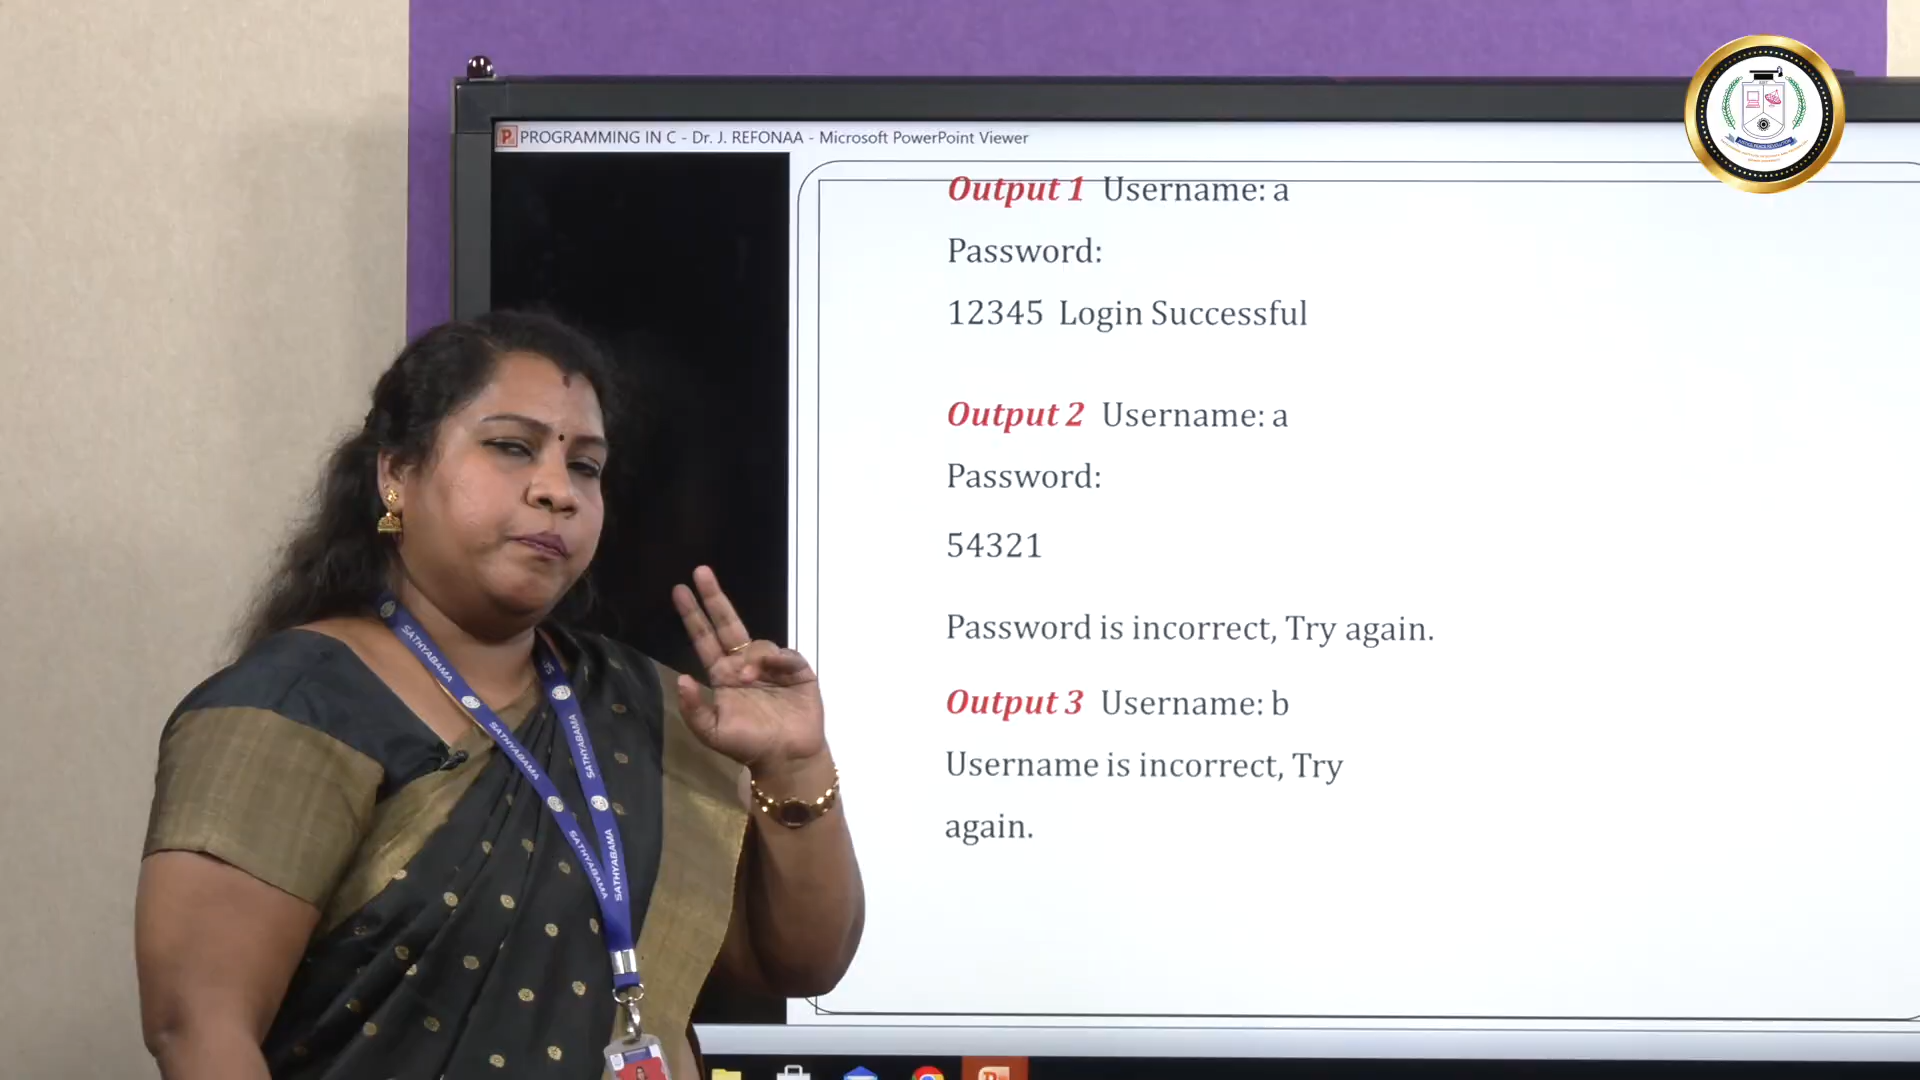 PROGRAMMING IN C - Dr. J. REFONAA - Microsoft PowerPoint Viewer
Output 1 Username: a
Password:
12345 Login Successful
Output 2 Username: a
Password:
54321
Password is incorrect, Try again.
Output 3 Username: b
Username is incorrect, Try
again.
SATHYABAMA
SATHYABAMA
SATHYABAMA
SATHYABAMA
SATHYABAMA